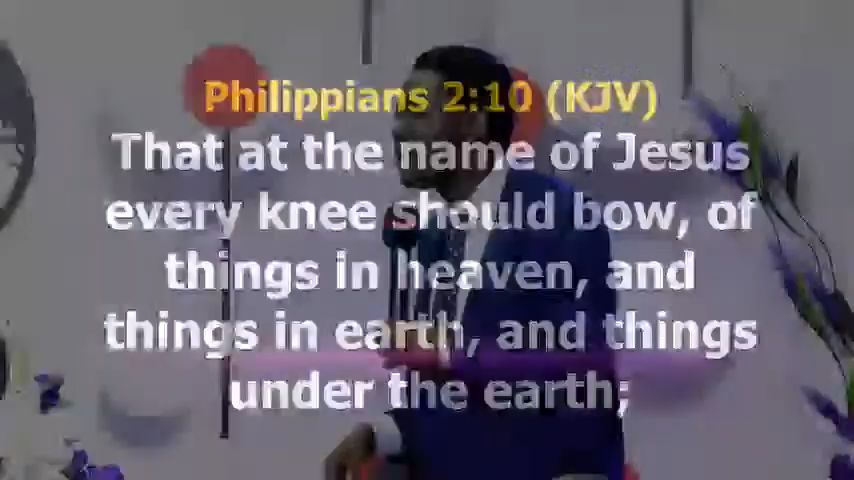 Philippians 2:10 (KJV)
That at the name of Jesus
every knee should bow, of
things in heaven, and
things in earth, and things
under the earth;